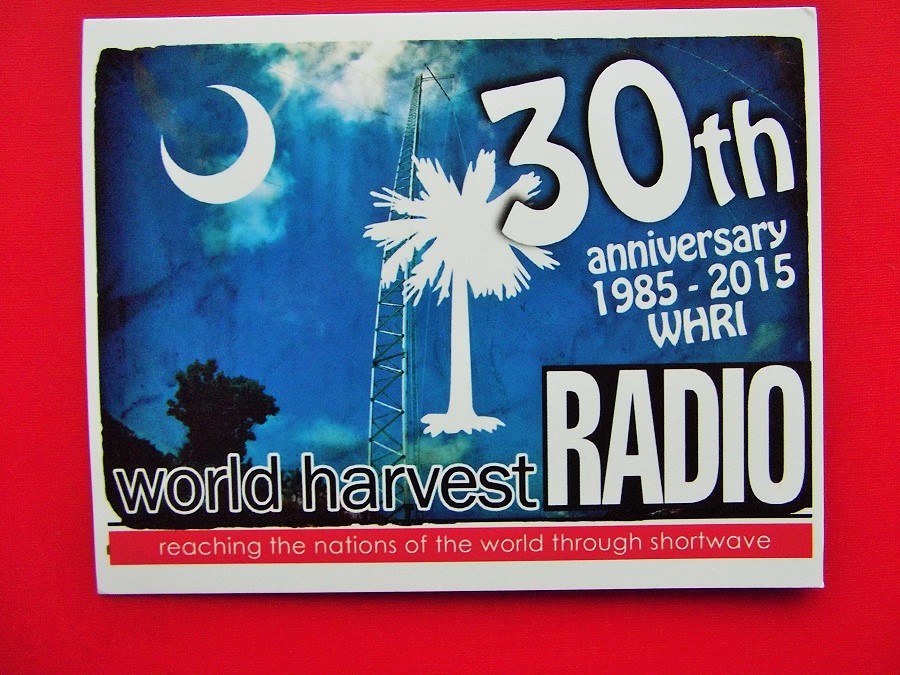 30th
anniversary
1985 - 2015
WHRI
world harvest RADIO
reaching the nations of the world through shortwave